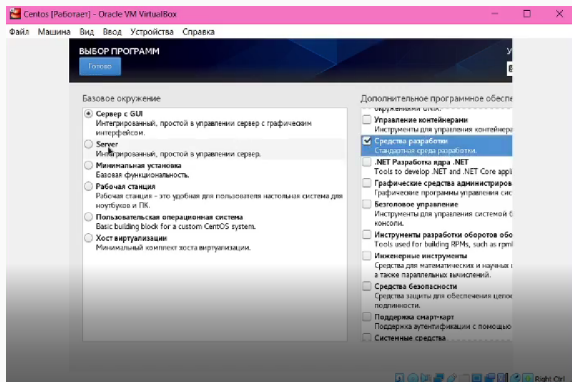 Centos [Работает] - Oracle VM VirtualBox
Файл Машина Вид Ввод Устройства Справка
ВЫБОР ПРОГРАММ
Готово
Базовое окружение
Сервер с GUI
Интегрированный, простой в управлении сервер с графическим
интерфейсом.
Server
Интегрированный, простой в управлении сервер.
Минимальная установка
Базовая функциональность.
Рабочая станция
Рабочая станция - это удобная для пользователя настольная система для
ноутбуков и ПК.
Пользовательская операционная система
Basic building block for a custom CentOS system.
Хост виртуализации
Минимальный комплект хоста виртуализации.
Дополнительное программное обеспе
окружениями UNIX.
Управление контейнерами
Инструменты для управления контейнера
Средства разработки
Стандартная среда разработки.
.NET Разработка ядра .NET
Tools to develop .NET and .NET Core appl
Графические средства администриров
Графические программы управления сис
Безголовое управление
Инструменты для управления системой б
консоли.
Инструменты разработки оборотов обо
Tools used for building RPMs, such as rpml
Инженерные инструменты
Средства для математических и научных
а также параллельных вычислений.
Средства безопасности
Средства защиты для обеспечения целос
подлинности.
Поддержка смарт-карт
Поддержка аутентификации с помощью
Системные средства
Right Ctrl